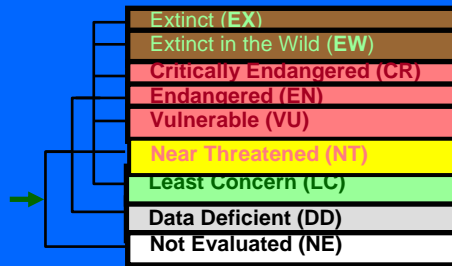 Extinct (EX)
Extinct in the Wild (EW)
Critically Endangered (CR)
Endangered (EN)
Vulnerable (VU)
Near Threatened (NT)
Least Concern (LC)
Data Deficient (DD)
Not Evaluated (NE)